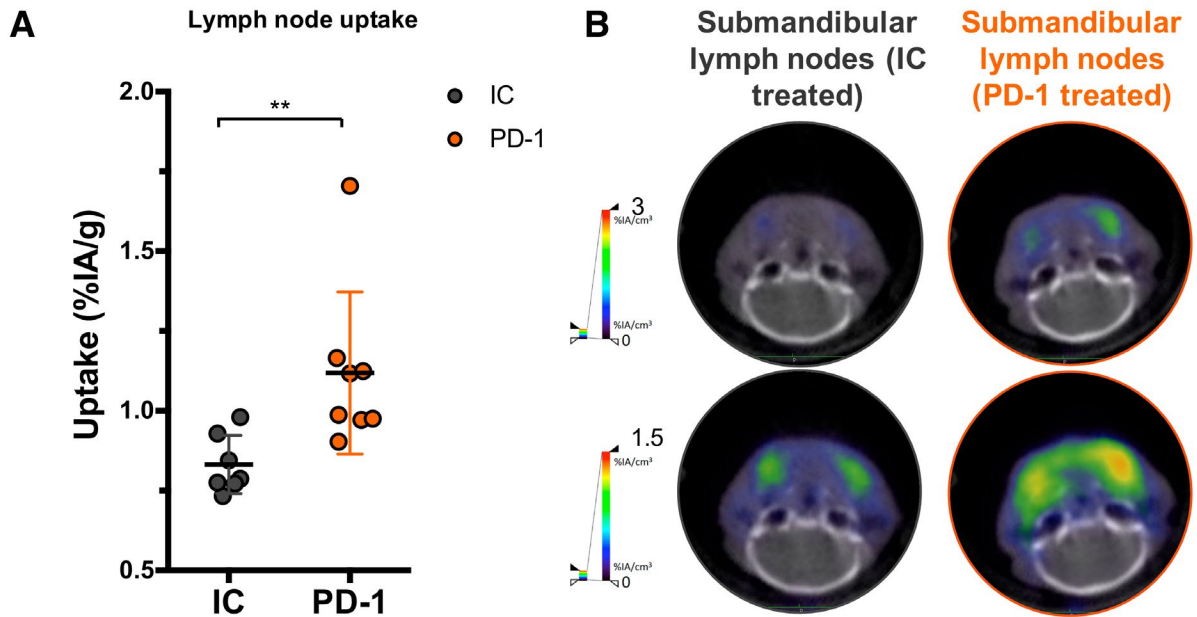 A
Lymph node uptake
Uptake (%IA/g)
2.0
1.5
1.0
0.5
**
IC
PD-1
IC
PD-1
B
Submandibular
lymph nodes (IC
treated)
Submandibular
lymph nodes
(PD-1 treated)
3
%IA/cm³
%IA/cm³
0
1.5
%IA/cm³
%IA/cm³
0